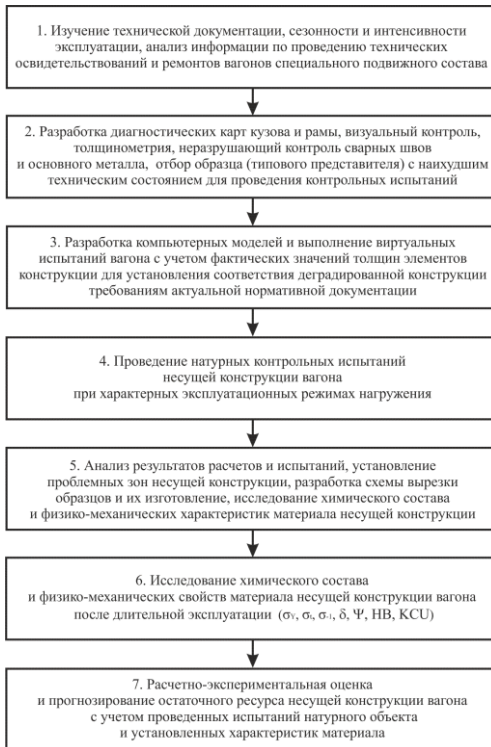 1. Изучение технической документации, сезонности и интенсивности
эксплуатации, анализ информации по проведению технических
освидетельствований и ремонтов вагонов специального подвижного состава
2. Разработка диагностических карт кузова и рамы, визуальный контроль,
толщинометрия, неразрушающий контроль сварных швов
и основного металла, отбор образца (типового представителя) с наихудшим
техническим состоянием для проведения контрольных испытаний
3. Разработка компьютерных моделей и выполнение виртуальных
испытаний вагона с учетом фактических значений толщин элементов
конструкции для установления соответствия деградированной конструкции
требованиям актуальной нормативной документации
4. Проведение натурных контрольных испытаний
несущей конструкции вагона
при характерных эксплуатационных режимах нагружения
5. Анализ результатов расчетов и испытаний, установление
проблемных зон несущей конструкции, разработка схемы вырезки
образцов и их изготовление, исследование химического состава
и физико-механических характеристик материала несущей конструкции
6. Исследование химического состава
и физико-механических свойств материала несущей конструкции вагона
после длительной эксплуатации (σᵧ, σₜ, σ₋₁, δ, Ψ, HB, KCU)
7. Расчетно-экспериментальная оценка
и прогнозирование остаточного ресурса несущей конструкции вагона
с учетом проведенных испытаний натурного объекта
и установленных характеристик материала